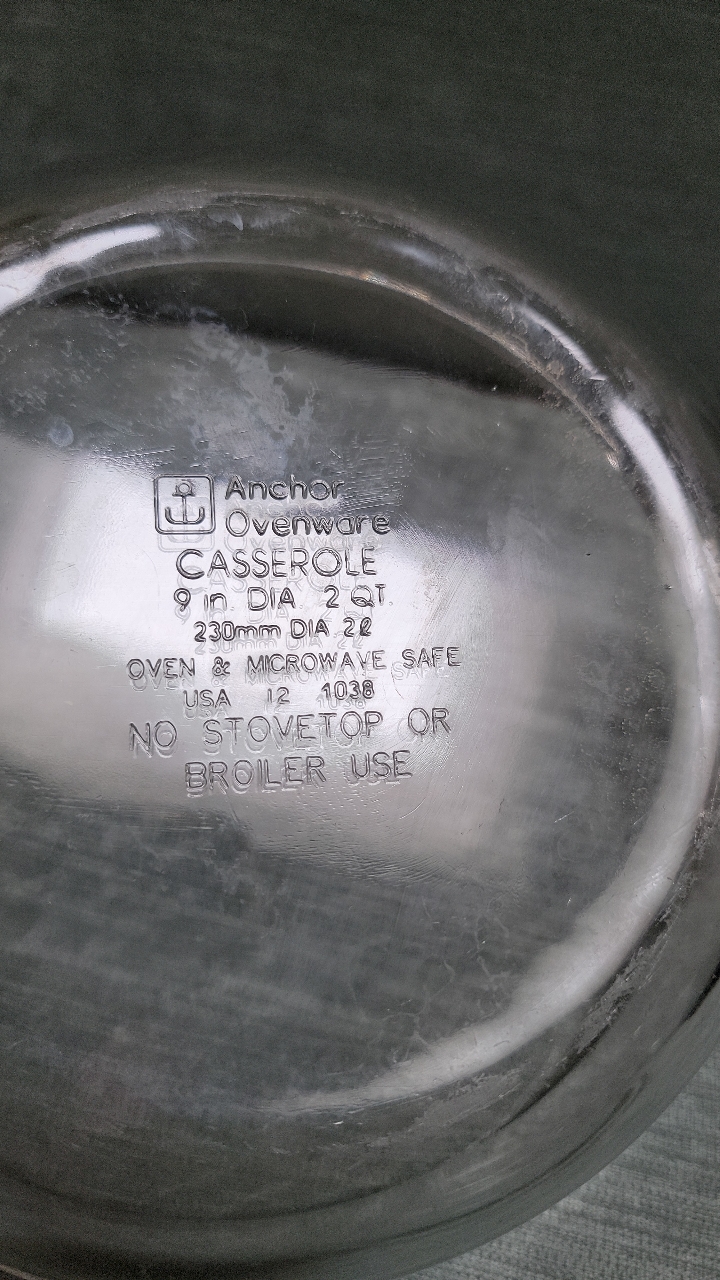 Anchor
Ovenware
CASSEROLE
9 in. DIA 2 QT.
230mm DIA 2ℓ
OVEN & MICROWAVE SAFE
USA 12 1038
NO STOVETOP OR
BROILER USE